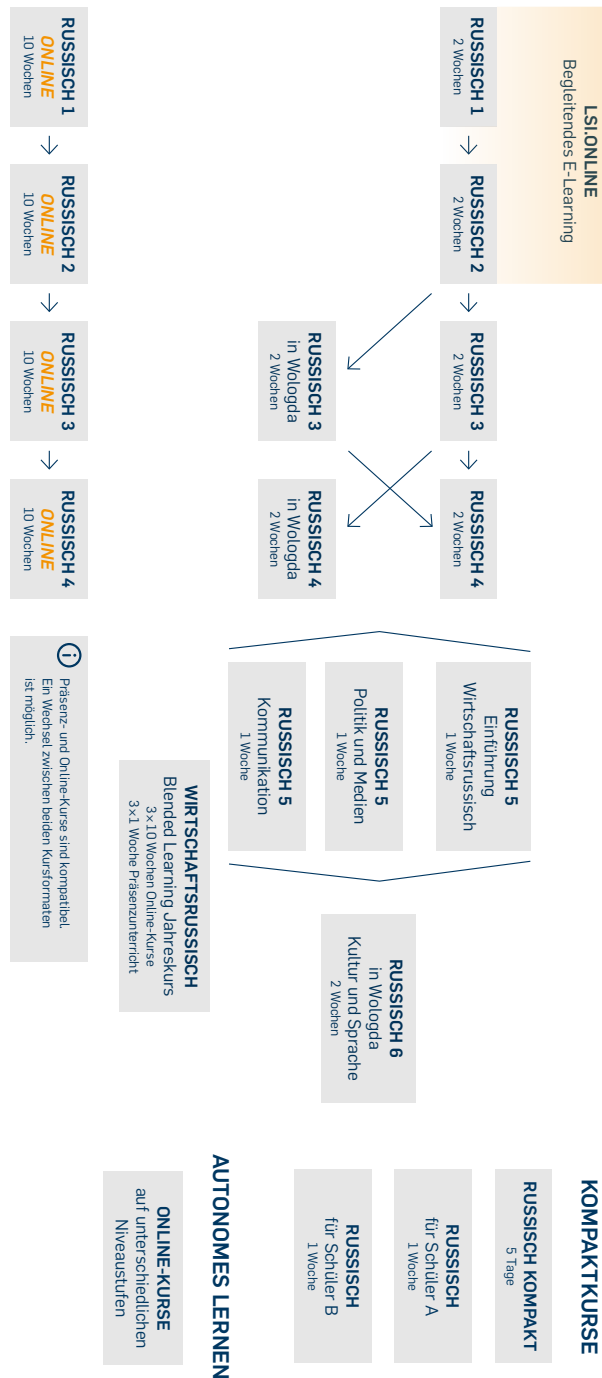 LSI.ONLINE
Begleitendes E-Learning
RUSSISCH 1
2 Wochen
RUSSISCH 2
2 Wochen
RUSSISCH 3
2 Wochen
RUSSISCH 4
2 Wochen
RUSSISCH 3
in Wologda
2 Wochen
RUSSISCH 4
in Wologda
2 Wochen
RUSSISCH 1
ONLINE
10 Wochen
RUSSISCH 2
ONLINE
10 Wochen
RUSSISCH 3
ONLINE
10 Wochen
RUSSISCH 4
ONLINE
10 Wochen
RUSSISCH 5
Einführung
Wirtschaftsrussisch
1 Woche
RUSSISCH 5
Politik und Medien
1 Woche
RUSSISCH 5
Kommunikation
1 Woche
WIRTSCHAFTSRUSSISCH
Blended Learning Jahreskurs
3 x 10 Wochen Online-Kurse
3 x 1 Woche Präsenzunterricht
i
Präsenz- und Online-Kurse sind kompatibel.
Ein Wechsel zwischen beiden Kursformaten
ist möglich.
RUSSISCH 6
in Wologda
Kultur und Sprache
2 Wochen
KOMPAKTKURSE
RUSSISCH KOMPAKT
5 Tage
RUSSISCH
für Schüler A
1 Woche
RUSSISCH
für Schüler B
1 Woche
AUTONOMES LERNEN
ONLINE-KURSE
auf unterschiedlichen
Niveaustufen